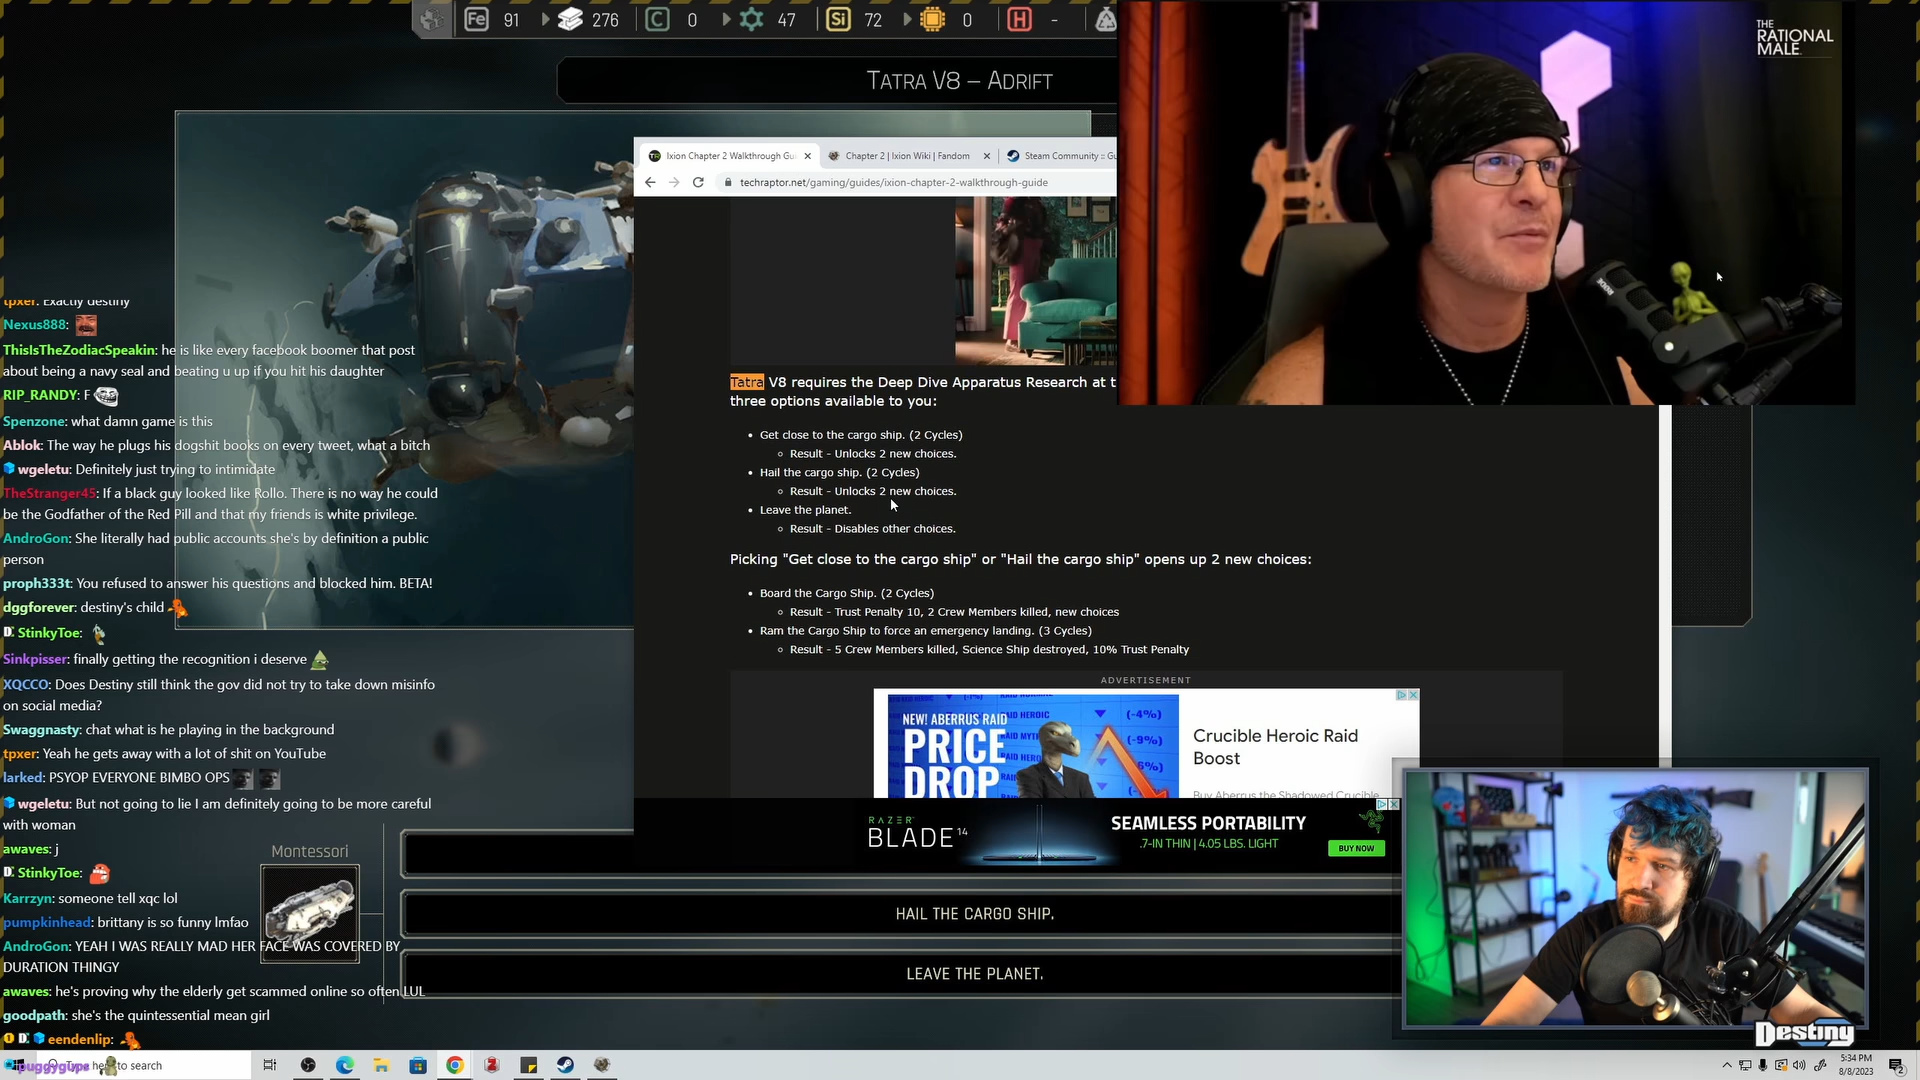 Fe 91 276 C 0 47 Si 72 0 H -
TATRA V8 – ADRIFT
THE
RATIONAL
MALE
Ixion Chapter 2 Walkthrough Gu
Chapter 2 | Ixion Wiki | Fandom
Steam Community :: Gu
techraptor.net/gaming/guides/ixion-chapter-2-walkthrough-guide
Tatra V8 requires the Deep Dive Apparatus Research at t
three options available to you:
• Get close to the cargo ship. (2 Cycles)
Result - Unlocks 2 new choices.
• Hail the cargo ship. (2 Cycles)
Result - Unlocks 2 new choices.
• Leave the planet.
Result - Disables other choices.
Picking "Get close to the cargo ship" or "Hail the cargo ship" opens up 2 new choices:
• Board the Cargo Ship. (2 Cycles)
Result - Trust Penalty 10, 2 Crew Members killed, new choices
• Ram the Cargo Ship to force an emergency landing. (3 Cycles)
Result - 5 Crew Members killed, Science Ship destroyed, 10% Trust Penalty
ADVERTISEMENT
NEW! ABERRUS RAID
PRICE
DROP
RAID HEROIC
(-4%)
(-9%)
Crucible Heroic Raid
Boost
Buy Aberrus the Shadowed Crucible
RAZER
BLADE 14
SEAMLESS PORTABILITY
.7-IN THIN | 4.05 LBS. LIGHT
BUY NOW
tpxer: Exactly destiny
Nexus888:
ThisIsTheZodiacSpeakin: he is like every facebook boomer that post
about being a navy seal and beating u up if you hit his daughter
RIP_RANDY: F
Spenzone: what damn game is this
Ablok: The way he plugs his dogshit books on every tweet, what a bitch
wgeletu: Definitely just trying to intimidate
TheStranger45: If a black guy looked like Rollo. There is no way he could
be the Godfather of the Red Pill and that my friends is white privilege.
AndroGon: She literally had public accounts she's by definition a public
person
proph333t: You refused to answer his questions and blocked him. BETA!
dggforever: destiny's child
StinkyToe:
Sinkpisser: finally getting the recognition i deserve
XQCCO: Does Destiny still think the gov did not try to take down misinfo
on social media?
Swaggnasty: chat what is he playing in the background
tpxer: Yeah he gets away with a lot of shit on YouTube
larked: PSYOP EVERYONE BIMBO OPS
wgeletu: But not going to lie I am definitely going to be more careful
with woman
awaves: j
StinkyToe:
Karrzyn: someone tell xqc lol
pumpkinhead: brittany is so funny lmfao
AndroGon: YEAH I WAS REALLY MAD HER FACE WAS COVERED BY
DURATION THINGY
awaves: he's proving why the elderly get scammed online so often LUL
goodpath: she's the quintessential mean girl
eendenlip:
Montessori
HAIL THE CARGO SHIP.
LEAVE THE PLANET.
Destiny
to search
5:34 PM
8/8/2023
2